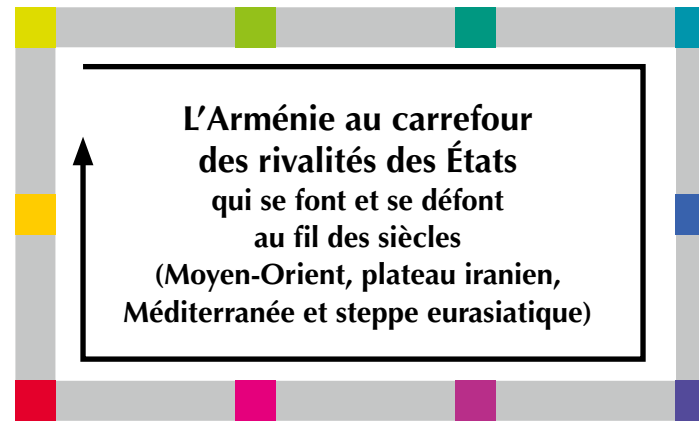 L’Arménie au carrefour
des rivalités des États
qui se font et se défont
au fil des siècles
(Moyen-Orient, plateau iranien,
Méditerranée et steppe eurasiatique)